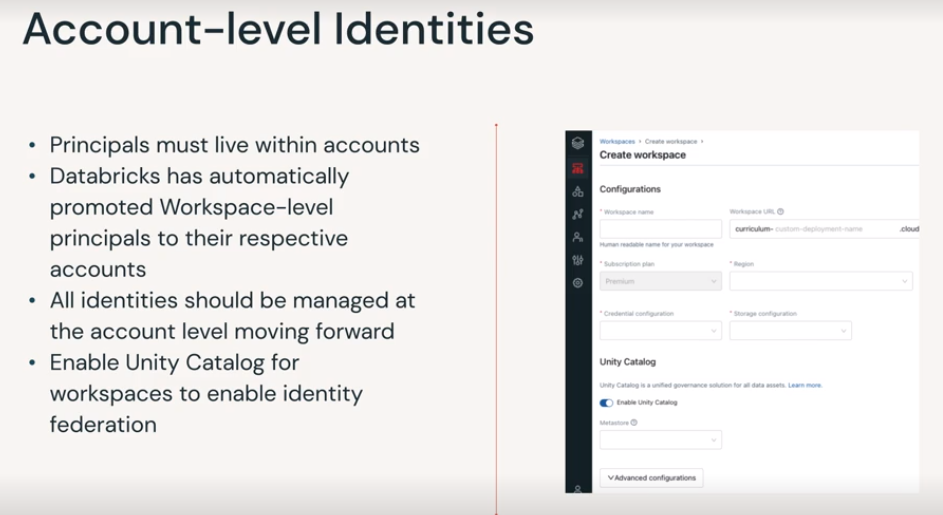 Account-level Identities
• Principals must live within accounts
• Databricks has automatically
promoted Workspace-level
principals to their respective
accounts
• All identities should be managed at
the account level moving forward
• Enable Unity Catalog for
workspaces to enable identity
federation
Workspaces › Create workspace ›
Create workspace
Configurations
* Workspace name
Workspace URL
curriculum- custom-deployment-name .cloud
Human readable name for your workspace
* Subscription plan
* Region
Premium
* Credential configuration
* Storage configuration
Unity Catalog
Unity Catalog is a unified governance solution for all data assets. Learn more.
Enable Unity Catalog
Metastore
Advanced configurations